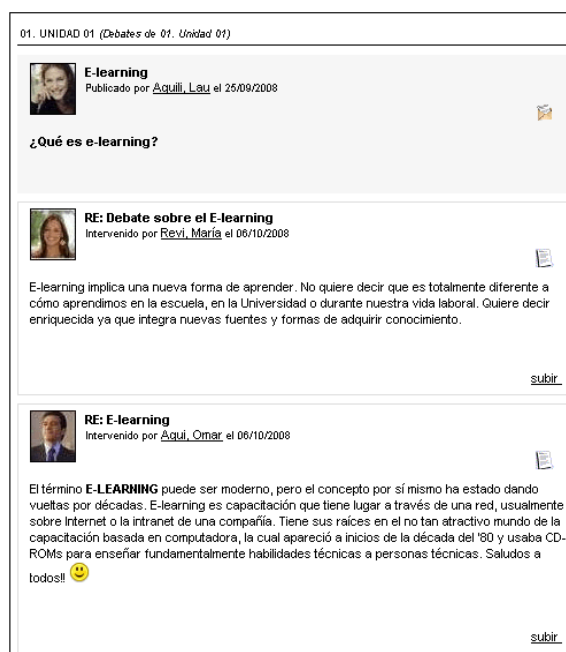 01. UNIDAD 01 (Debates de 01. Unidad 01)
E-learning
Publicado por Aquili, Lau el 25/09/2008
¿Qué es e-learning?
RE: Debate sobre el E-learning
Intervenido por Revi, María el 06/10/2008
E-learning implica una nueva forma de aprender. No quiere decir que es totalmente diferente a
cómo aprendimos en la escuela, en la Universidad o durante nuestra vida laboral. Quiere decir
enriquecida ya que integra nuevas fuentes y formas de adquirir conocimiento.
subir
RE: E-learning
Intervenido por Aqui, Omar el 06/10/2008
El término E-LEARNING puede ser moderno, pero el concepto por sí mismo ha estado dando
vueltas por décadas. E-learning es capacitación que tiene lugar a través de una red, usualmente
sobre Internet o la intranet de una compañía. Tiene sus raíces en el no tan atractivo mundo de la
capacitación basada en computadora, la cual apareció a inicios de la década del '80 y usaba CD-
ROMs para enseñar fundamentalmente habilidades técnicas a personas técnicas. Saludos a
todos!!
subir